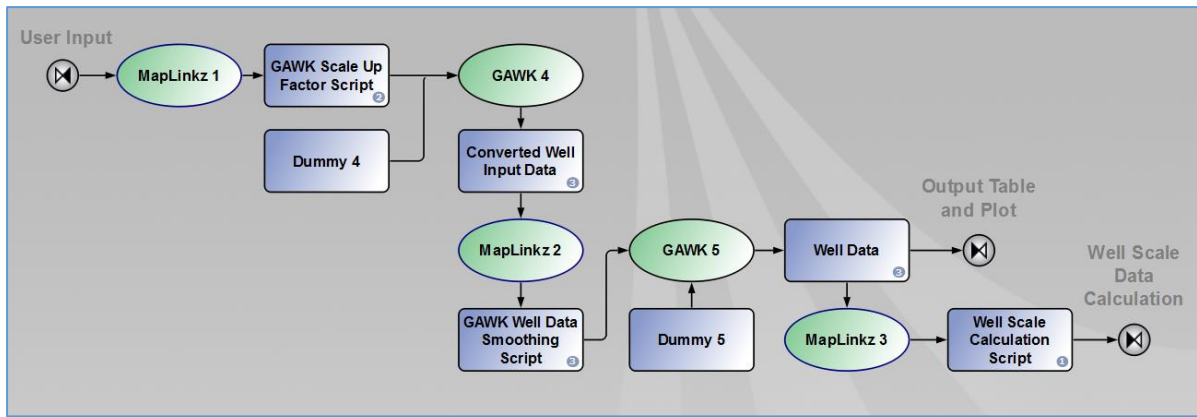 User Input
MapLinkz 1
GAWK Scale Up
Factor Script
2
GAWK 4
Dummy 4
Converted Well
Input Data
3
MapLinkz 2
GAWK Well Data
Smoothing
Script
3
GAWK 5
Dummy 5
Well Data
3
Output Table
and Plot
MapLinkz 3
Well Scale
Calculation
Script
1
Well Scale
Data
Calculation